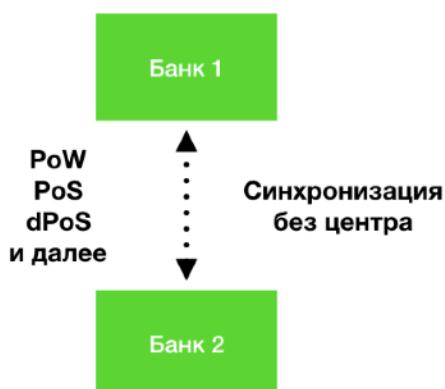 Банк 1
PoW
PoS
dPoS
и далее
Синхронизация
без центра
Банк 2